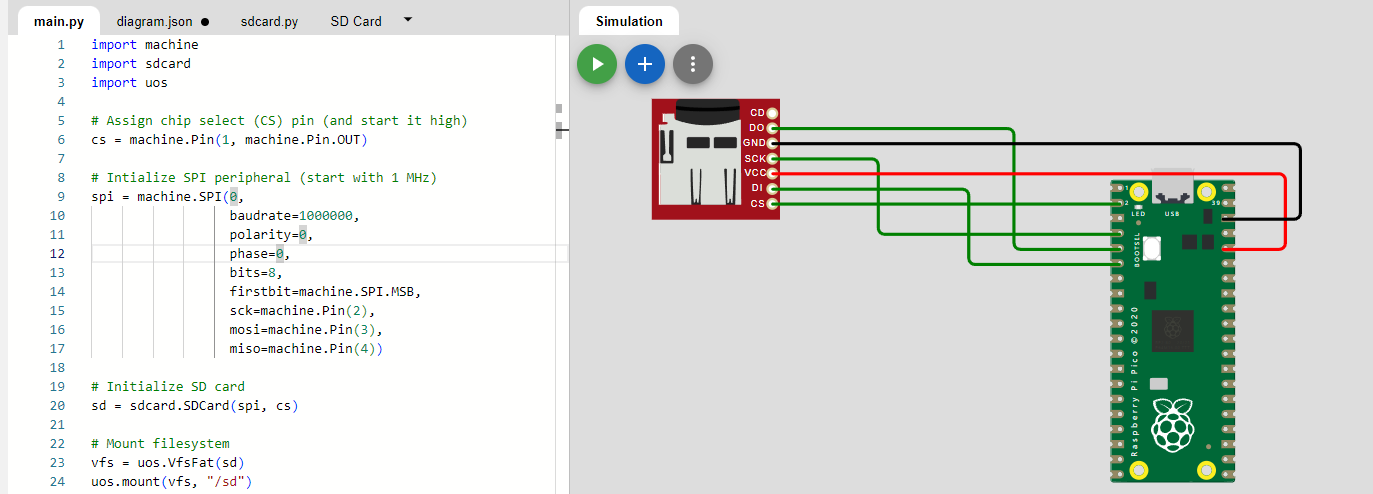 main.py diagram.json ● sdcard.py SD Card
1 import machine
2 import sdcard
3 import uos
4
5 # Assign chip select (CS) pin (and start it high)
6 cs = machine.Pin(1, machine.Pin.OUT)
7
8 # Intialize SPI peripheral (start with 1 MHz)
9 spi = machine.SPI(0,
10 baudrate=1000000,
11 polarity=0,
12 phase=0,
13 bits=8,
14 firstbit=machine.SPI.MSB,
15 sck=machine.Pin(2),
16 mosi=machine.Pin(3),
17 miso=machine.Pin(4))
18
19 # Initialize SD card
20 sd = sdcard.SDCard(spi, cs)
21
22 # Mount filesystem
23 vfs = uos.VfsFat(sd)
24 uos.mount(vfs, "/sd")
Simulation
CD
DO
GND
SCK
VCC
DI
CS
1
2
39
LED
USB
BOOTSEL
Raspberry Pi Pico ©2020